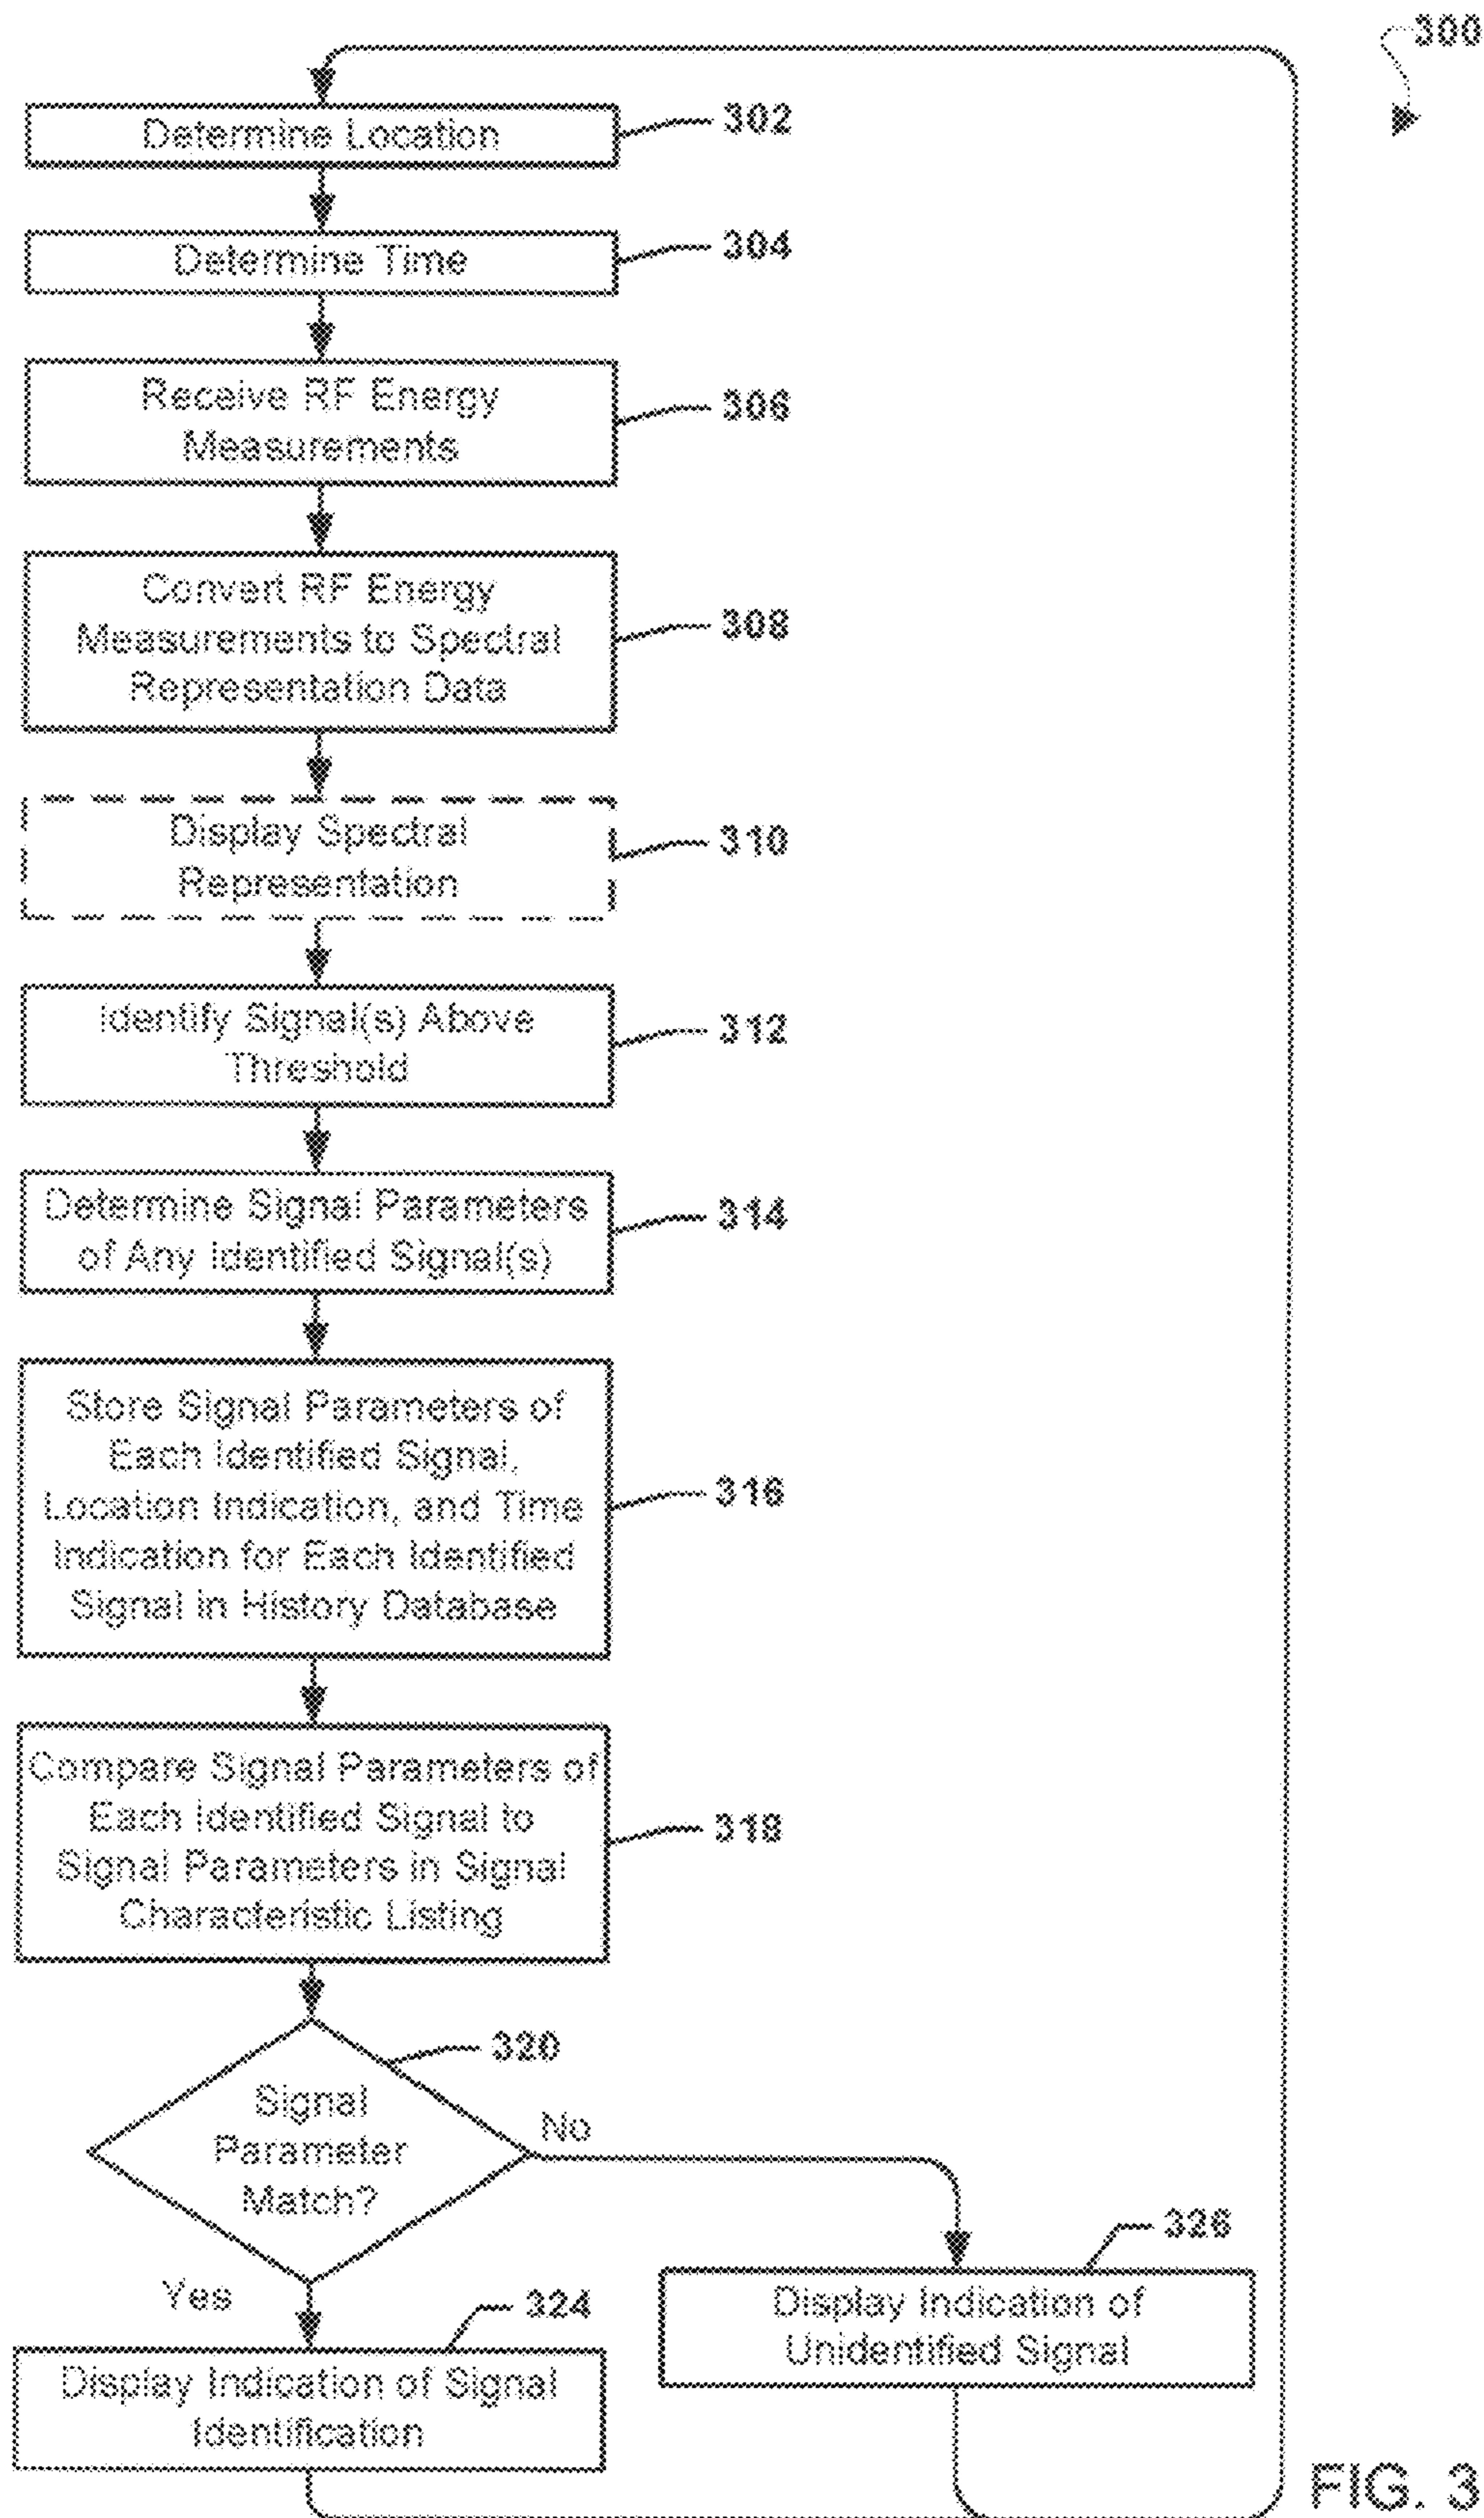 300
Determine Location
302
Determine Time
304
Receive RF Energy
Measurements
306
Convert RF Energy
Measurements to Spectral
Representation Data
308
Display Spectral
Representation
310
Identify Signal(s) Above
Threshold
312
Determine Signal Parameters
of Any Identified Signal(s)
314
Store Signal Parameters of
Each Identified Signal,
Location Indication, and Time
Indication for Each Identified
Signal in History Database
316
Compare Signal Parameters of
Each Identified Signal to
Signal Parameters in Signal
Characteristic Listing
318
320
Signal
Parameter
Match?
No
Yes
326
Display Indication of
Unidentified Signal
324
Display Indication of Signal
Identification
FIG. 3